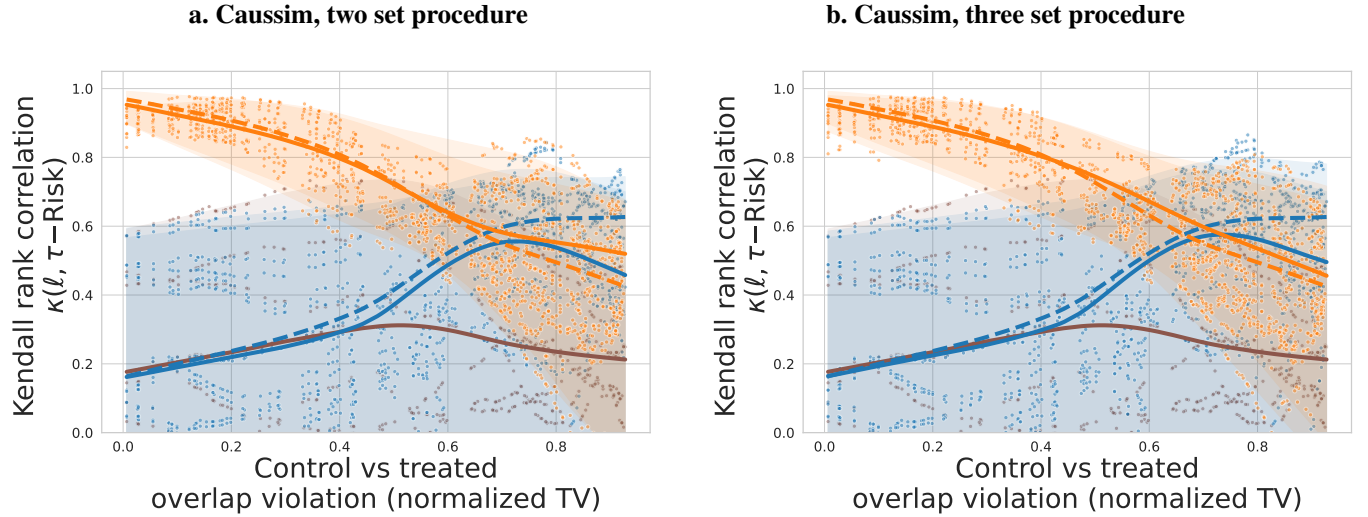 a. Caussim, two set procedure
Kendall rank correlation
κ(ℓ, τ−Risk)
1.0
0.8
0.6
0.4
0.2
0.0
0.0 0.2 0.4 0.6 0.8
Control vs treated
overlap violation (normalized TV)
b. Caussim, three set procedure
Kendall rank correlation
κ(ℓ, τ−Risk)
1.0
0.8
0.6
0.4
0.2
0.0
0.0 0.2 0.4 0.6 0.8
Control vs treated
overlap violation (normalized TV)